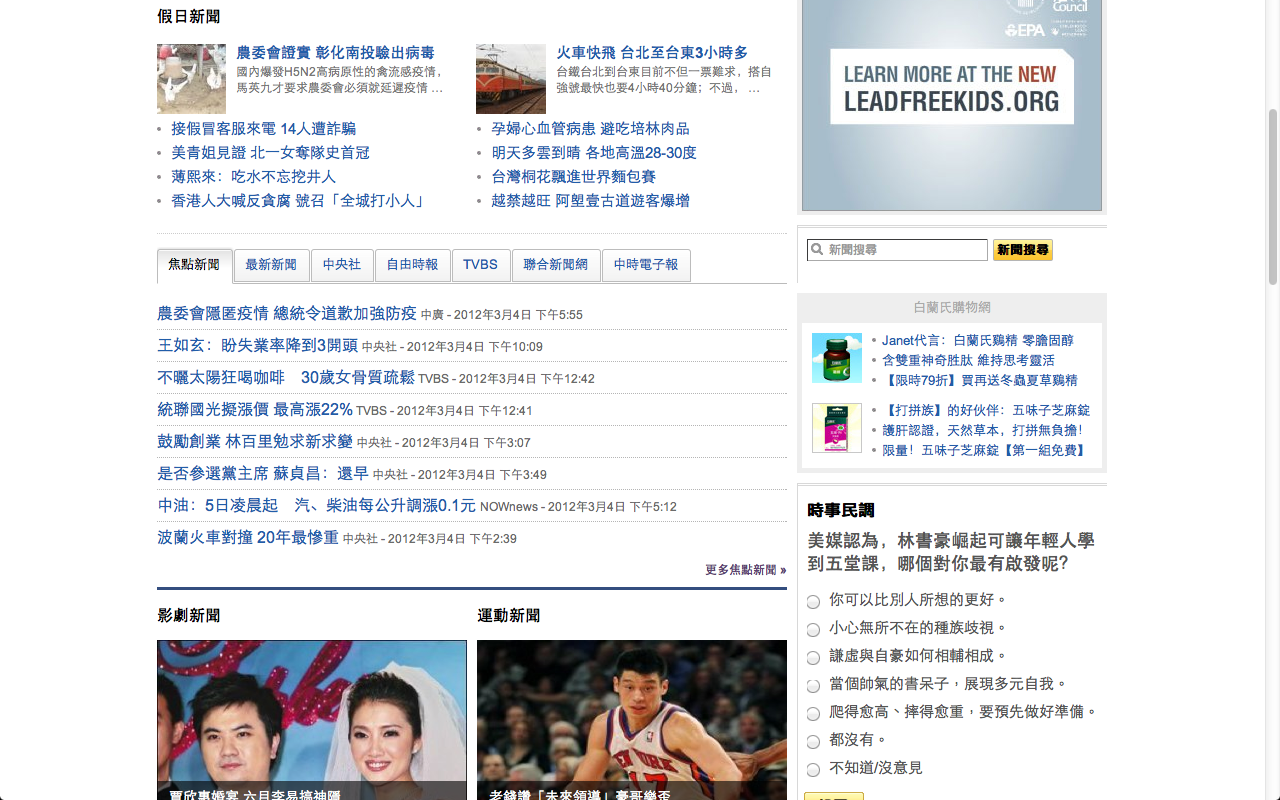 假日新聞
農委會證實 彰化南投驗出病毒
國內爆發H5N2高病原性的禽流感疫情，
馬英九才要求農委會必須就延遲疫情 ...
接假冒客服來電 14人遭詐騙
美青姐見證 北一女奪隊史首冠
薄熙來：吃水不忘挖井人
香港人大喊反貪腐 號召「全城打小人」
火車快飛 台北至台東3小時多
台鐵台北到台東目前不但一票難求，搭自
強號最快也要4小時40分鐘；不過， ...
孕婦心血管病患 避吃培林肉品
明天多雲到晴 各地高溫28-30度
台灣桐花飄進世界麵包賽
越禁越旺 阿塱壹古道遊客爆增
焦點新聞
最新新聞
中央社
自由時報
TVBS
聯合新聞網
中時電子報
農委會隱匿疫情 總統令道歉加強防疫 中廣 - 2012年3月4日 下午5:55
王如玄：盼失業率降到3開頭 中央社 - 2012年3月4日 下午10:09
不曬太陽狂喝咖啡　30歲女骨質疏鬆 TVBS - 2012年3月4日 下午12:42
統聯國光擬漲價 最高漲22% TVBS - 2012年3月4日 下午12:41
鼓勵創業 林百里勉求新求變 中央社 - 2012年3月4日 下午3:07
是否參選黨主席 蘇貞昌：還早 中央社 - 2012年3月4日 下午3:49
中油：5日凌晨起　汽、柴油每公升調漲0.1元 NOWnews - 2012年3月4日 下午5:12
波蘭火車對撞 20年最慘重 中央社 - 2012年3月4日 下午2:39
更多焦點新聞 »
影劇新聞
賈欣惠婚宴 六月李易搞神隱
運動新聞
老錢讚「未來領導」豪哥樂歪
Council
EPA
LEARN MORE AT THE NEW
LEADFREEKIDS.ORG
新聞搜尋
新聞搜尋
白蘭氏購物網
Janet代言：白蘭氏鷄精 零膽固醇
含雙重神奇胜肽 維持思考靈活
【限時79折】買再送冬蟲夏草鷄精
【打拼族】的好伙伴：五味子芝麻錠
護肝認證，天然草本，打拼無負擔！
限量！五味子芝麻錠【第一組免費】
時事民調
美媒認為，林書豪崛起可讓年輕人學
到五堂課，哪個對你最有啟發呢？
你可以比別人所想的更好。
小心無所不在的種族歧視。
謙虛與自豪如何相輔相成。
當個帥氣的書呆子，展現多元自我。
爬得愈高、摔得愈重，要預先做好準備。
都沒有。
不知道/沒意見